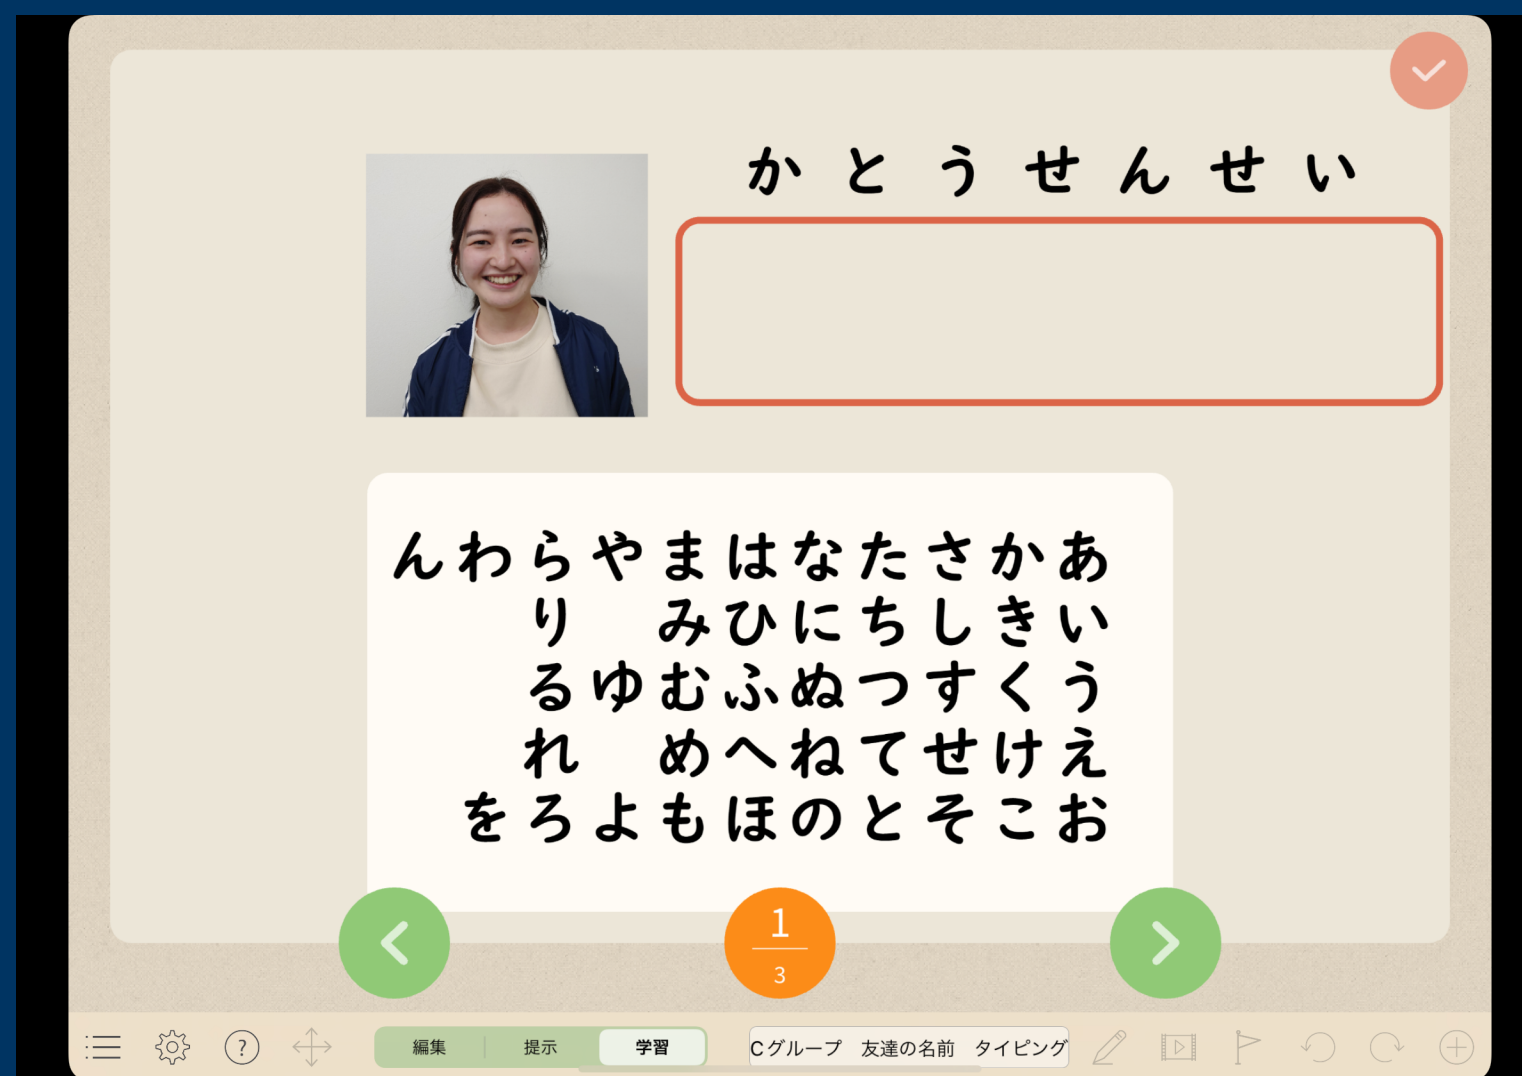 かとうせんせい
んわらやまはなたさかあ
り みひにちしきい
るゆむふぬつすくう
れ めへねてせけえ
をろよもほのとそこお
1
3
?
編集 提示 学習 Cグループ 友達の名前 タイピング